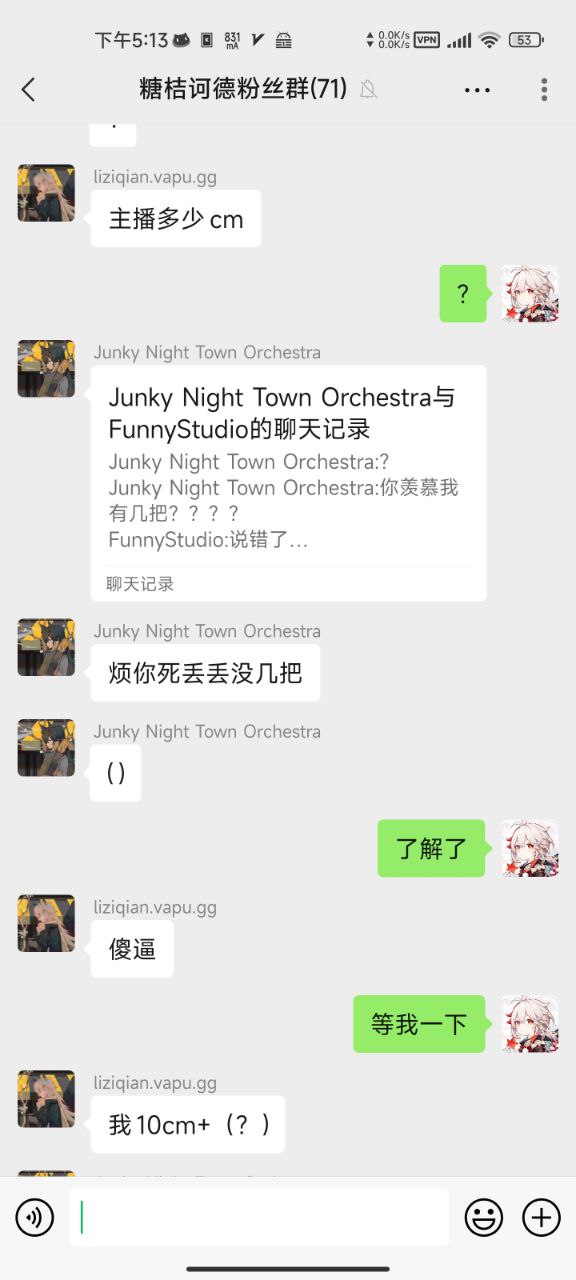 下午5:13
831
mA
0.0K/s
0.0K/s
VPN
53
糖桔诃德粉丝群(71)
liziqian.vapu.gg
主播多少cm
？
Junky Night Town Orchestra
Junky Night Town Orchestra与
FunnyStudio的聊天记录
Junky Night Town Orchestra:?
Junky Night Town Orchestra:你羡慕我
有几把？？？？
FunnyStudio:说错了...
聊天记录
Junky Night Town Orchestra
烦你死丢丢没几把
Junky Night Town Orchestra
()
了解了
liziqian.vapu.gg
傻逼
等我一下
liziqian.vapu.gg
我10cm+（？）